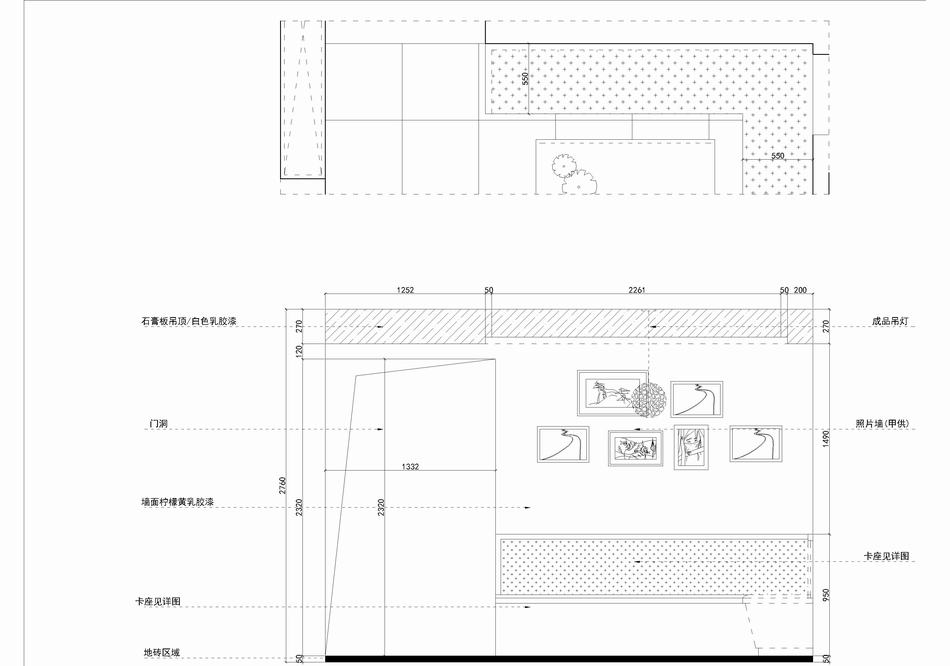 550
550
1252
50
2261
50
200
石膏板吊顶/白色乳胶漆
270
270
成品吊灯
120
门洞
照片墙(甲供)
1490
1332
2760
2320
2320
墙面柠檬黄乳胶漆
卡座见详图
卡座见详图
950
地砖区域
50
50